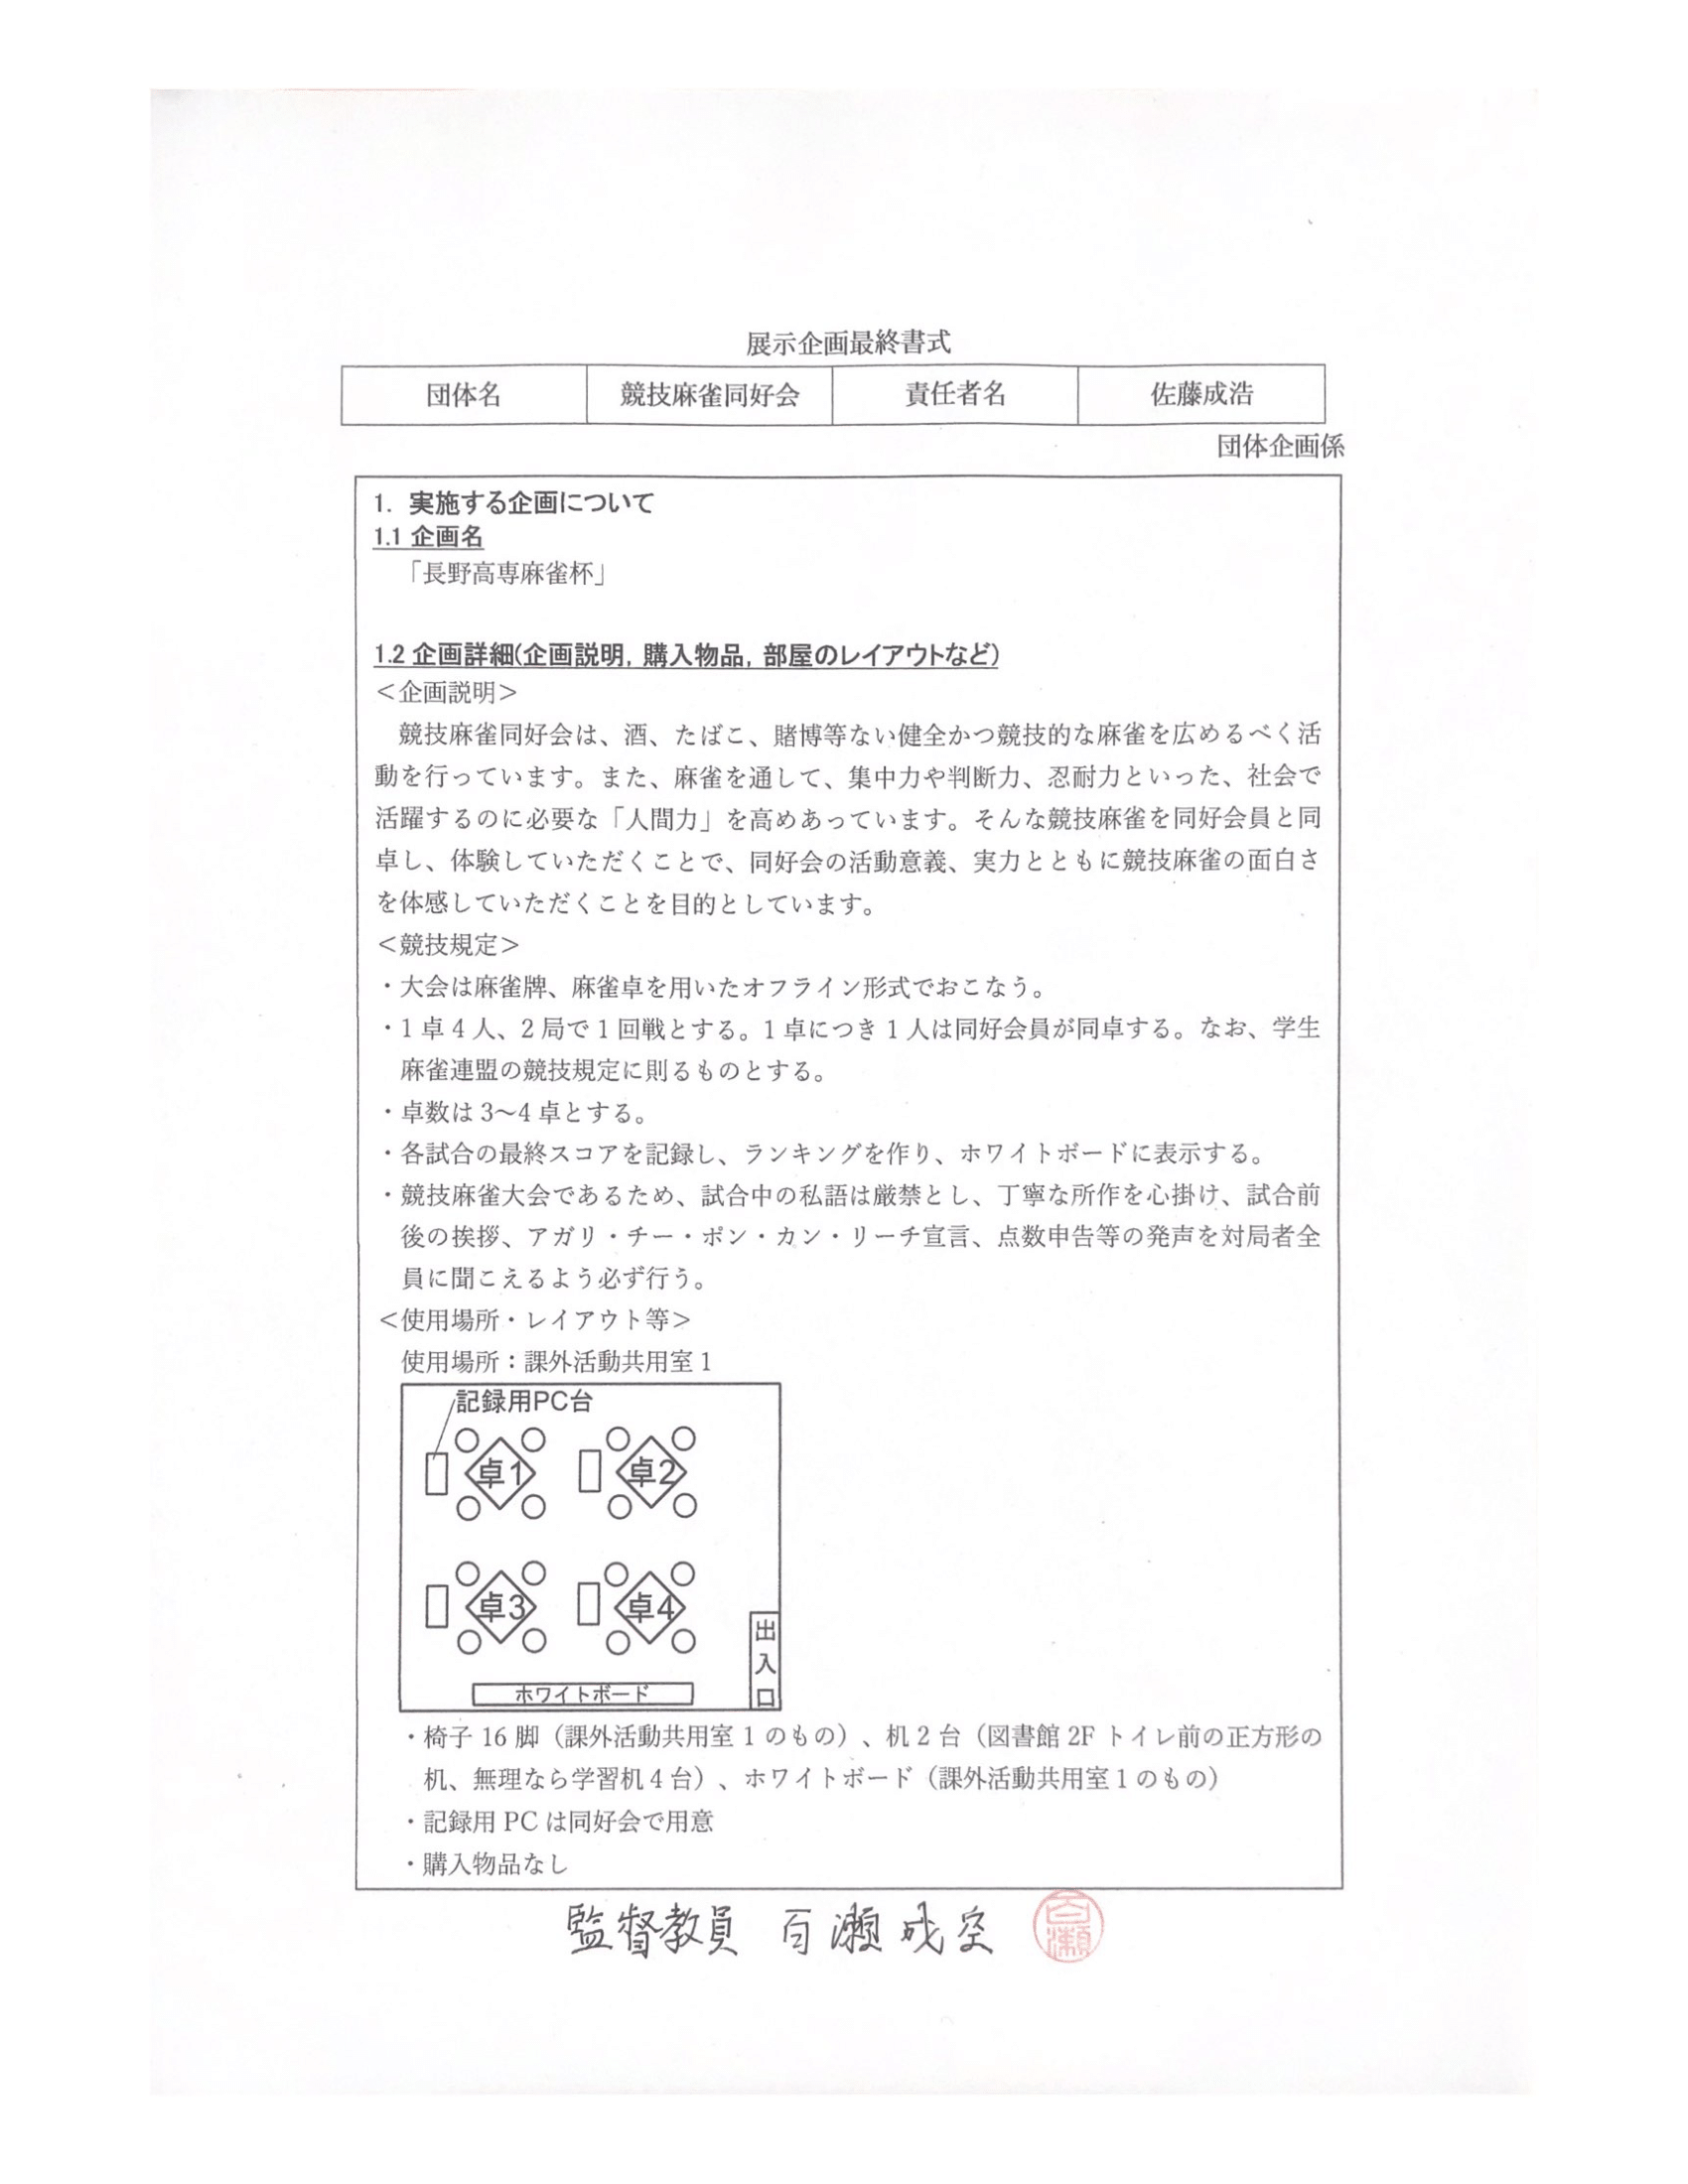 展示企画最終書式
団体名 競技麻雀同好会 責任者名 佐藤成浩
団体企画係
1. 実施する企画について
1.1 企画名
「長野高専麻雀杯」
1.2 企画詳細(企画説明, 購入物品, 部屋のレイアウトなど)
<企画説明>
競技麻雀同好会は、酒、たばこ、賭博等ない健全かつ競技的な麻雀を広めるべく活
動を行っています。また、麻雀を通して、集中力や判断力、忍耐力といった、社会で
活躍するのに必要な「人間力」を高めあっています。そんな競技麻雀を同好会員と同
卓し、体験していただくことで、同好会の活動意義、実力とともに競技麻雀の面白さ
を体感していただくことを目的としています。
<競技規定>
・大会は麻雀牌、麻雀卓を用いたオフライン形式でおこなう。
・1 卓 4 人、2 局で 1 回戦とする。1 卓につき 1 人は同好会員が同卓する。なお、学生
麻雀連盟の競技規定に則るものとする。
・卓数は 3～4 卓とする。
・各試合の最終スコアを記録し、ランキングを作り、ホワイトボードに表示する。
・競技麻雀大会であるため、試合中の私語は厳禁とし、丁寧な所作を心掛け、試合前
後の挨拶、アガリ・チー・ポン・カン・リーチ宣言、点数申告等の発声を対局者全
員に聞こえるよう必ず行う。
<使用場所・レイアウト等>
使用場所：課外活動共用室 1
記録用PC台
卓1 卓2
卓3 卓4
出入口
ホワイトボード
・椅子 16 脚（課外活動共用室 1 のもの）、机 2 台（図書館 2F トイレ前の正方形の
机、無理なら学習机 4 台）、ホワイトボード（課外活動共用室 1 のもの）
・記録用 PC は同好会で用意
・購入物品なし
監督教員 百瀬成空 百瀬